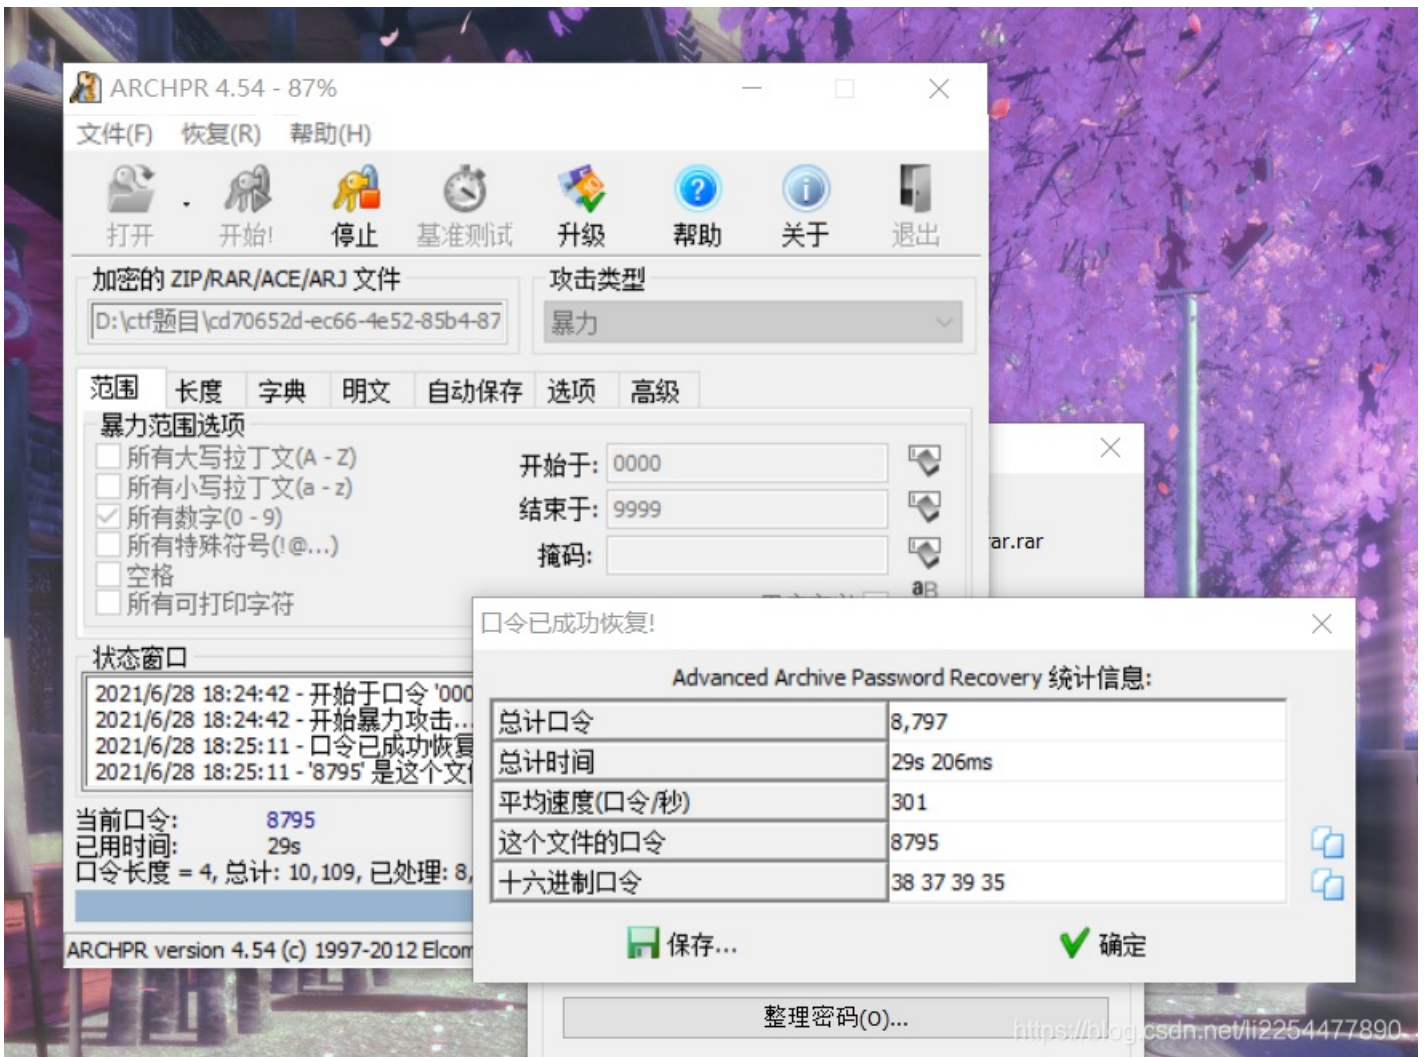 ARCHPR 4.54 - 87%
文件(F) 恢复(R) 帮助(H)
打开 开始! 停止 基准测试 升级 帮助 关于 退出
加密的 ZIP/RAR/ACE/ARJ 文件 攻击类型
D:\ctf题目\cd70652d-ec66-4e52-85b4-87 暴力
范围 长度 字典 明文 自动保存 选项 高级
暴力范围选项
所有大写拉丁文(A - Z)
所有小写拉丁文(a - z)
所有数字(0 - 9)
所有特殊符号(!@...)
空格
所有可打印字符
开始于: 0000
结束于: 9999
掩码:
aB
ar.rar
状态窗口
2021/6/28 18:24:42 - 开始于口令 '000
2021/6/28 18:24:42 - 开始暴力攻击...
2021/6/28 18:25:11 - 口令已成功恢复
2021/6/28 18:25:11 - '8795' 是这个文件
当前口令: 8795
已用时间: 29s
口令长度 = 4, 总计: 10,109, 已处理: 8,
ARCHPR version 4.54 (c) 1997-2012 Elcom
口令已成功恢复!
Advanced Archive Password Recovery 统计信息:
总计口令 8,797
总计时间 29s 206ms
平均速度(口令/秒) 301
这个文件的口令 8795
十六进制口令 38 37 39 35
保存... 确定
整理密码(O)...
https://blog.csdn.net/li2254477890